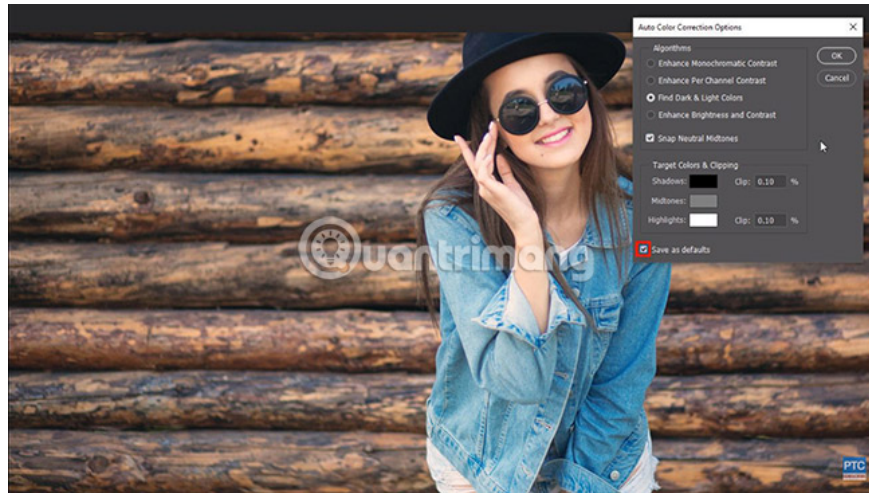 Auto Color Correction Options
Algorithms
Enhance Monochromatic Contrast
Enhance Per Channel Contrast
Find Dark & Light Colors
Enhance Brightness and Contrast
Snap Neutral Midtones
OK
Cancel
Target Colors & Clipping
Shadows: Clip: 0.10 %
Midtones:
Highlights: Clip: 0.10 %
Save as defaults
Quantrimang
PTC